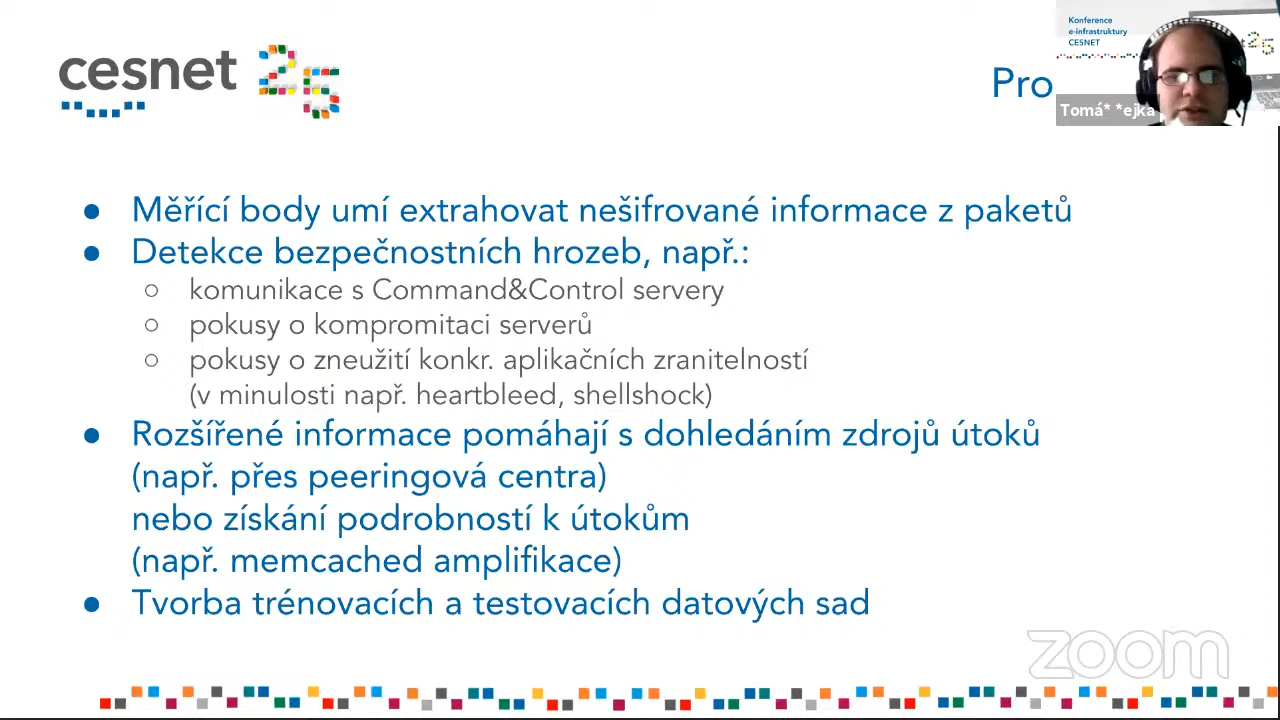 cesnet 25
Pro
Konference
e-infrastruktury
CESNET
Tomá* *ejka
Měřící body umí extrahovat nešifrované informace z paketů
Detekce bezpečnostních hrozeb, např.:
komunikace s Command&Control servery
pokusy o kompromitaci serverů
pokusy o zneužití konkr. aplikačních zranitelností
(v minulosti např. heartbleed, shellshock)
Rozšířené informace pomáhají s dohledáním zdrojů útoků
(např. přes peeringová centra)
nebo získání podrobností k útokům
(např. memcached amplifikace)
Tvorba trénovacích a testovacích datových sad
zoom